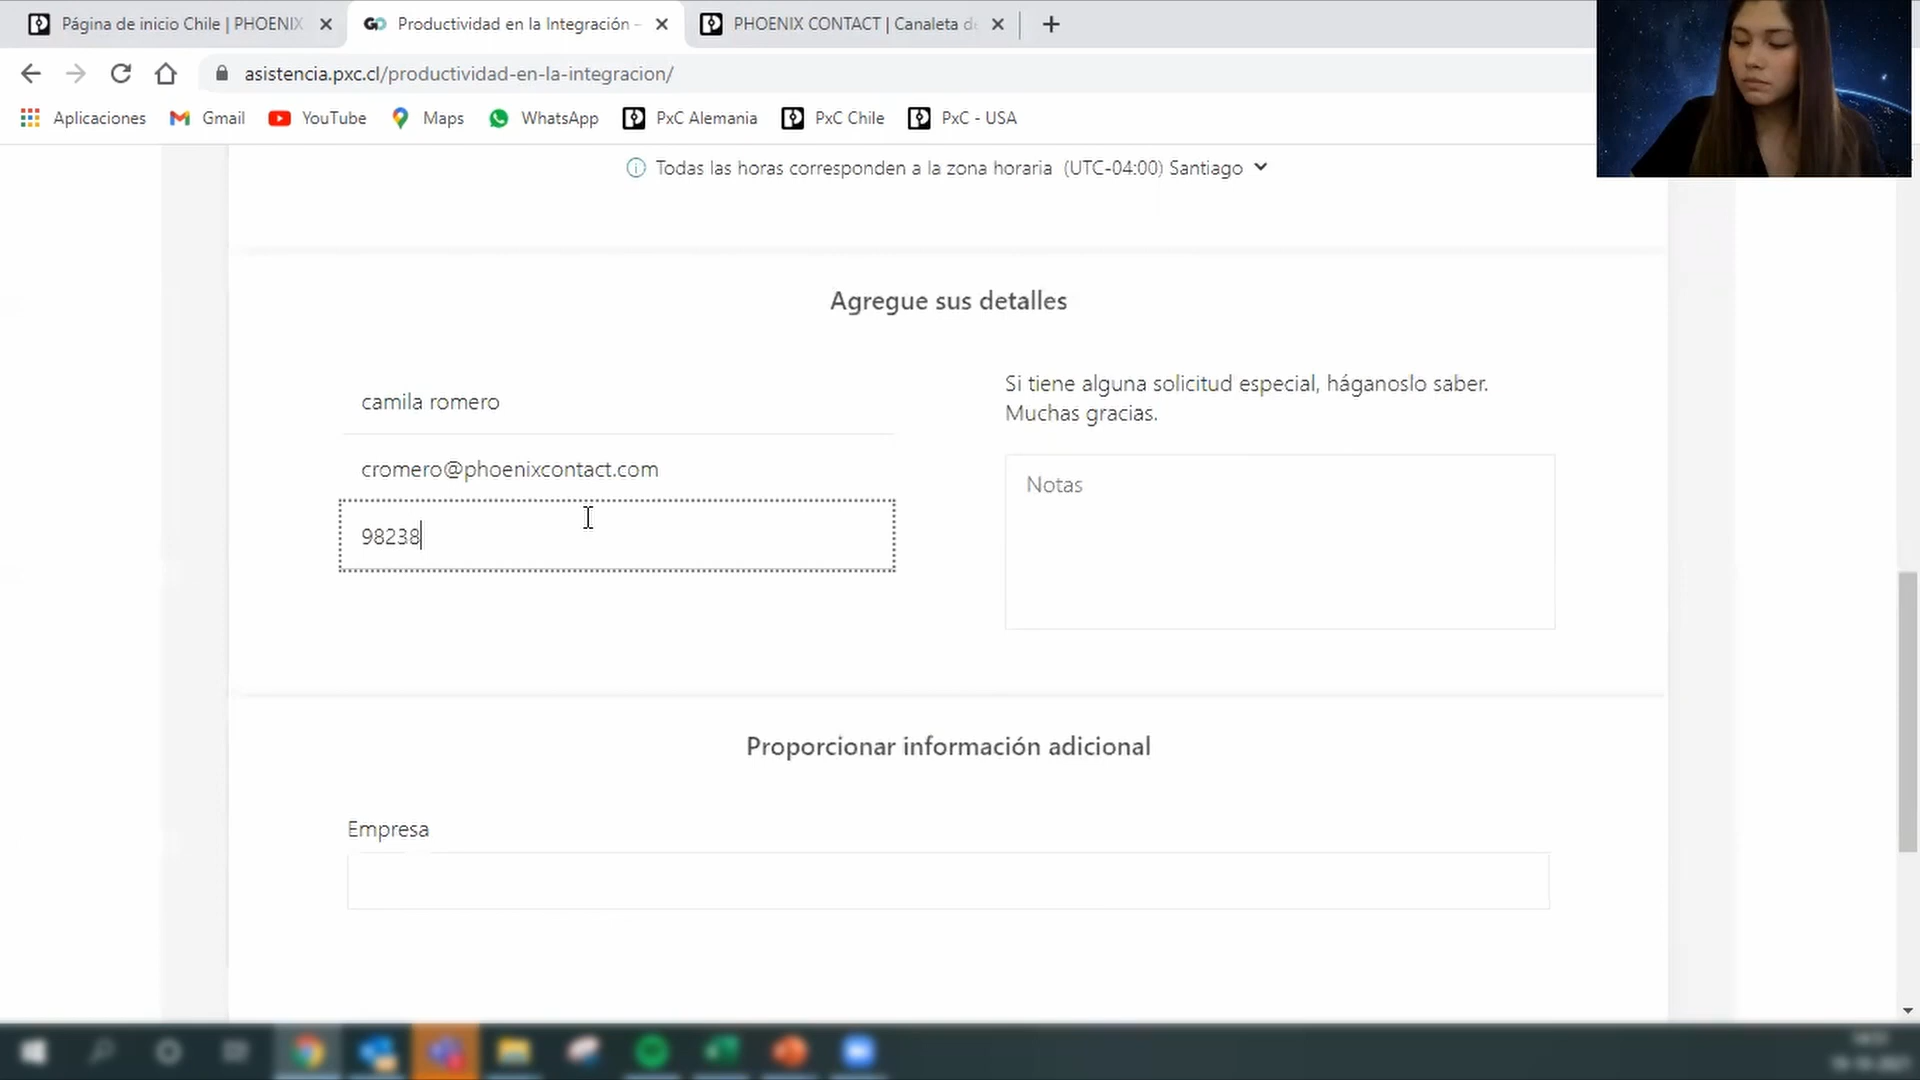 Página de inicio Chile | PHOENIX
Productividad en la Integración -
PHOENIX CONTACT | Canaleta de
asistencia.pxc.cl/productividad-en-la-integracion/
Aplicaciones
Gmail
YouTube
Maps
WhatsApp
PxC Alemania
PxC Chile
PxC - USA
Todas las horas corresponden a la zona horaria (UTC-04:00) Santiago
Agregue sus detalles
camila romero
cromero@phoenixcontact.com
98238
Si tiene alguna solicitud especial, háganoslo saber.
Muchas gracias.
Notas
Proporcionar información adicional
Empresa